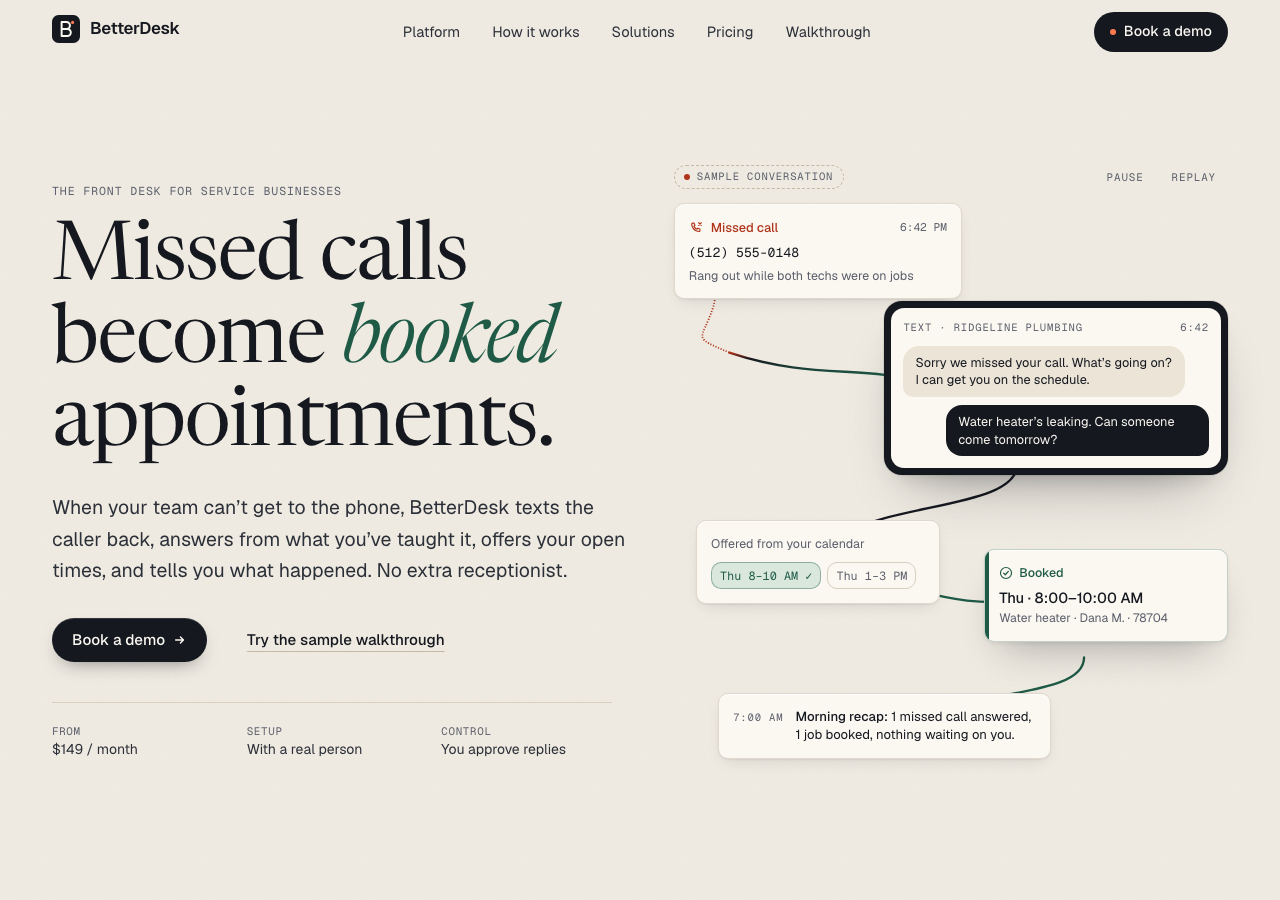 BetterDesk
Platform
How it works
Solutions
Pricing
Walkthrough
Book a demo
THE FRONT DESK FOR SERVICE BUSINESSES
Missed calls
become booked
appointments.
When your team can’t get to the phone, BetterDesk texts the
caller back, answers from what you’ve taught it, offers your open
times, and tells you what happened. No extra receptionist.
Book a demo →
Try the sample walkthrough
FROM
$149 / month
SETUP
With a real person
CONTROL
You approve replies
SAMPLE CONVERSATION
PAUSE
REPLAY
Missed call
6:42 PM
(512) 555-0148
Rang out while both techs were on jobs
TEXT · RIDGELINE PLUMBING
6:42
Sorry we missed your call. What’s going on?
I can get you on the schedule.
Water heater’s leaking. Can someone
come tomorrow?
Offered from your calendar
Thu 8–10 AM ✓
Thu 1–3 PM
Booked
Thu · 8:00–10:00 AM
Water heater · Dana M. · 78704
7:00 AM
Morning recap: 1 missed call answered,
1 job booked, nothing waiting on you.